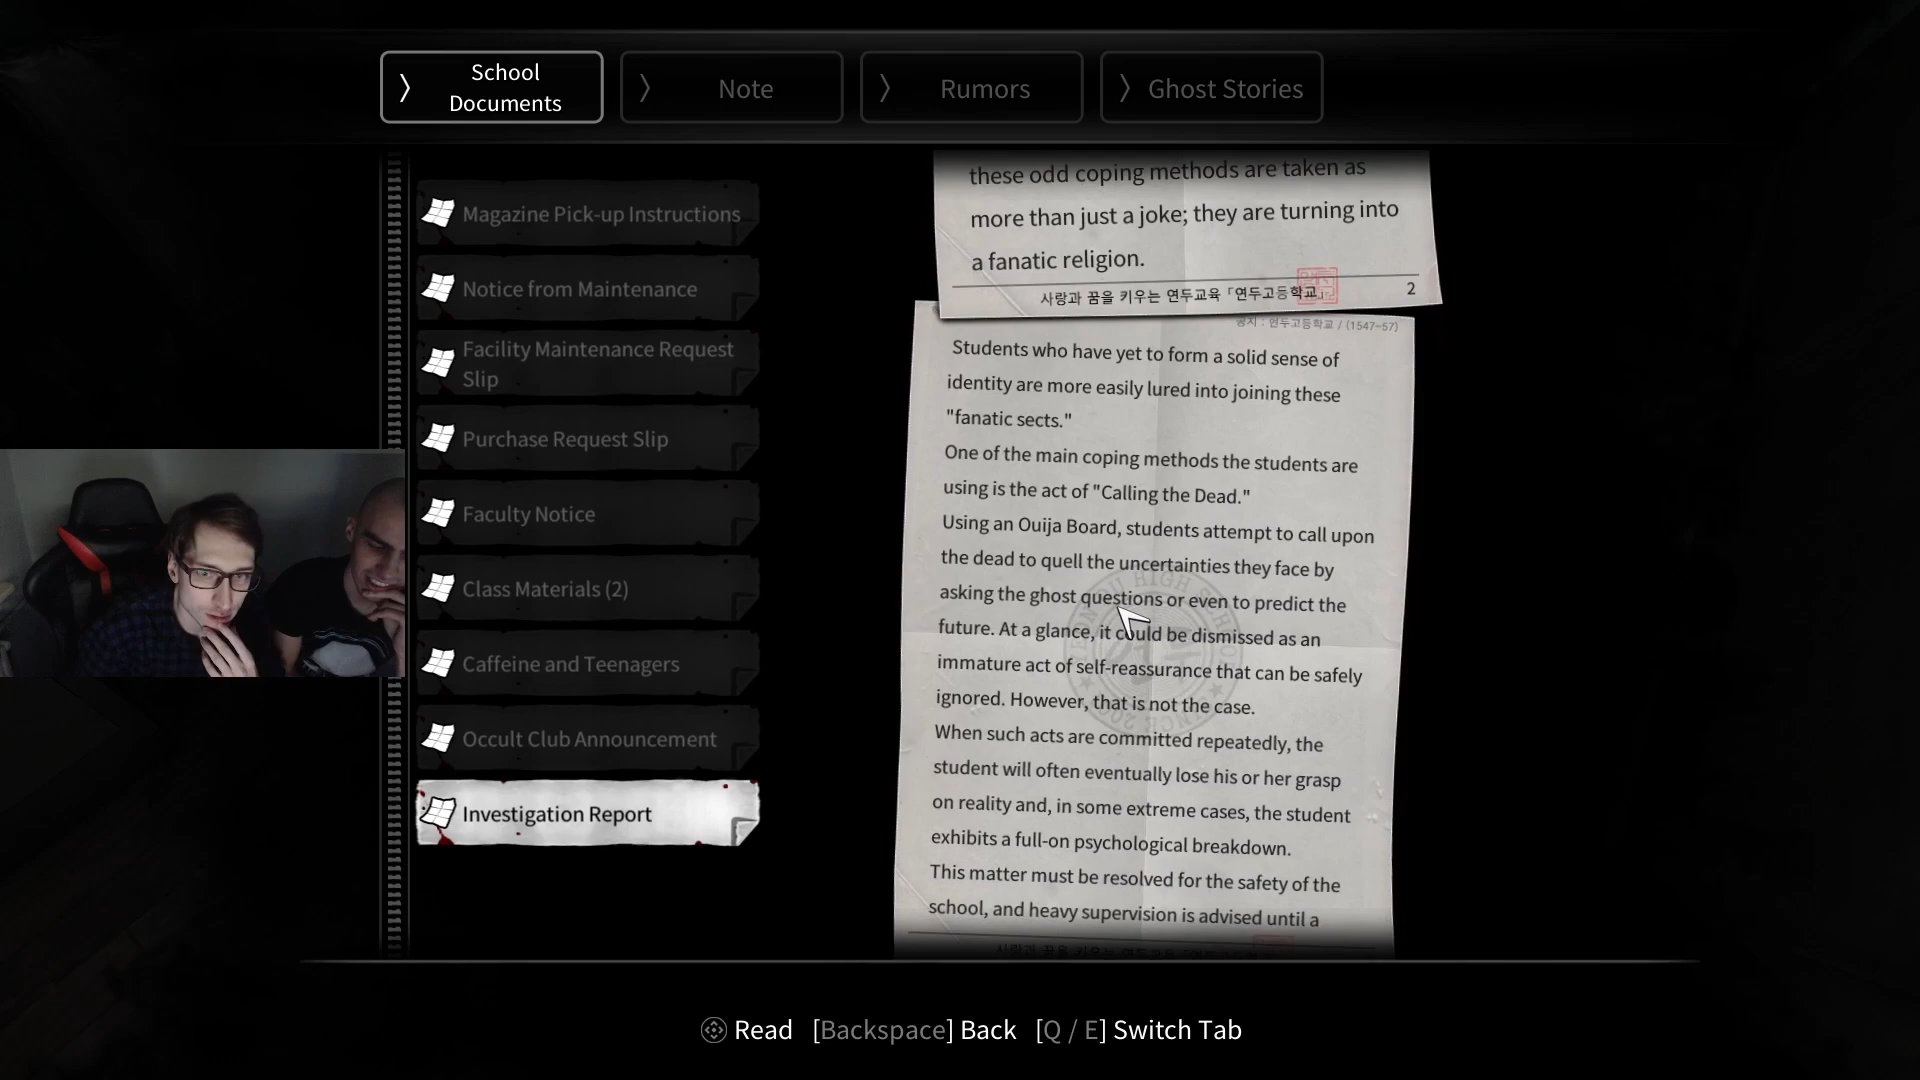 School
Documents
Note
Rumors
Ghost Stories
Magazine Pick-up Instructions
Notice from Maintenance
Facility Maintenance Request
Slip
Purchase Request Slip
Faculty Notice
Class Materials (2)
Caffeine and Teenagers
Occult Club Announcement
Investigation Report
these odd coping methods are taken as
more than just a joke; they are turning into
a fanatic religion.
사랑과 꿈을 키우는 연두교육 「연두고등학교」
2
공지 : 연두고등학교 / (1547-57)
Students who have yet to form a solid sense of
identity are more easily lured into joining these
"fanatic sects."
One of the main coping methods the students are
using is the act of "Calling the Dead."
Using an Ouija Board, students attempt to call upon
the dead to quell the uncertainties they face by
asking the ghost questions or even to predict the
future. At a glance, it could be dismissed as an
immature act of self-reassurance that can be safely
ignored. However, that is not the case.
When such acts are committed repeatedly, the
student will often eventually lose his or her grasp
on reality and, in some extreme cases, the student
exhibits a full-on psychological breakdown.
This matter must be resolved for the safety of the
school, and heavy supervision is advised until a
Read [Backspace] Back [Q / E] Switch Tab